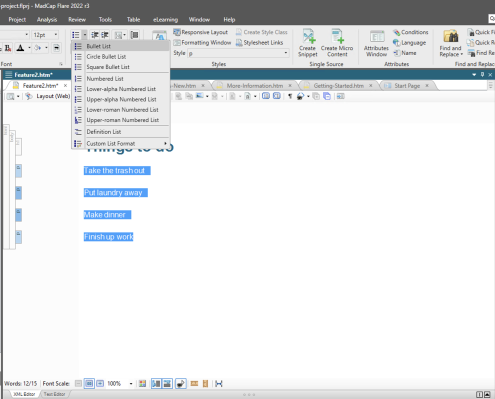 project.flprj - MadCap Flare 2022 r3
Project Analysis Review Tools Table eLearning Window Help
12pt
Responsive Layout Create Style Class
Formatting Window Stylesheet Links
Style p
Styles
Create Snippet
Create Micro Content
Single Source
Attributes Window
Conditions
Language
Name
Attributes
Find and Replace
Quick F
Quick R
Find Re
Find and Replac
Font
Bullet List
Circle Bullet List
Square Bullet List
Numbered List
Lower-alpha Numbered List
Upper-alpha Numbered List
Lower-roman Numbered List
Upper-roman Numbered List
Definition List
Custom List Format
Feature2.htm*
Feature2.htm* × -New.htm × More-Information.htm × Getting-Started.htm × Start Page ×
Layout (Web)
Things to do
Take the trash out
Put laundry away
Make dinner
Finish up work
Words: 12/15 Font Scale: 100%
XML Editor Text Editor